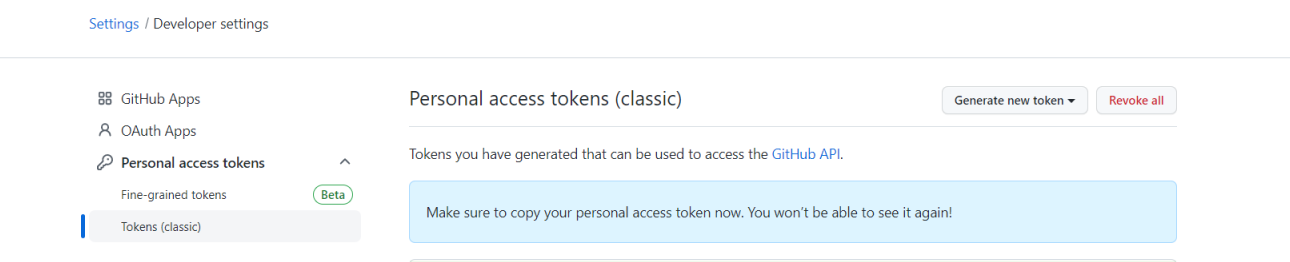 Settings / Developer settings
GitHub Apps
OAuth Apps
Personal access tokens
Fine-grained tokens Beta
Tokens (classic)
Personal access tokens (classic)
Generate new token
Revoke all
Tokens you have generated that can be used to access the GitHub API.
Make sure to copy your personal access token now. You won't be able to see it again!